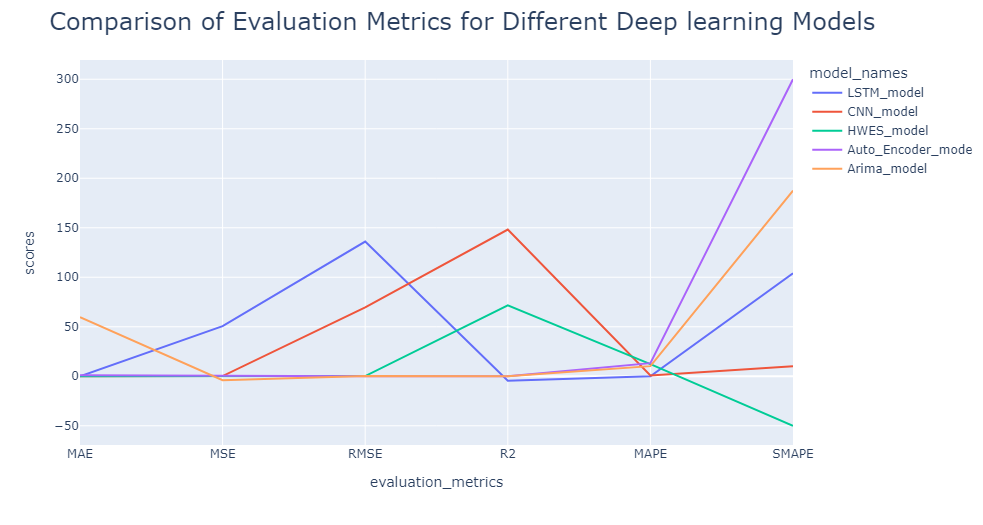 Comparison of Evaluation Metrics for Different Deep learning Models
model_names
LSTM_model
CNN_model
HWES_model
Auto_Encoder_mode
Arima_model
scores
300
250
200
150
100
50
0
−50
MAE
MSE
RMSE
R2
MAPE
SMAPE
evaluation_metrics